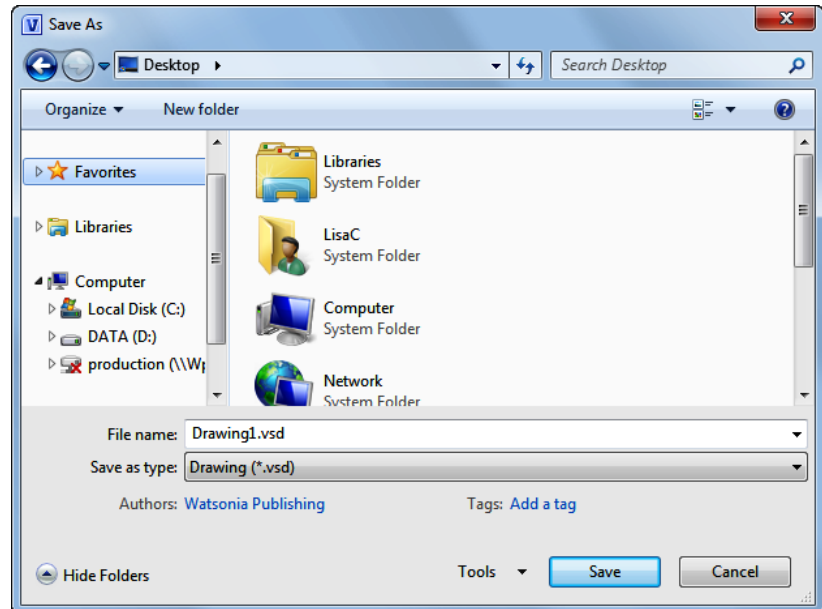 Save As
Desktop
Search Desktop
Organize
New folder
Favorites
Libraries
Computer
Local Disk (C:)
DATA (D:)
production (\\Wp
Libraries
System Folder
LisaC
System Folder
Computer
System Folder
Network
System Folder
File name: Drawing1.vsd
Save as type: Drawing (*.vsd)
Authors: Watsonia Publishing Tags: Add a tag
Hide Folders Tools Save Cancel